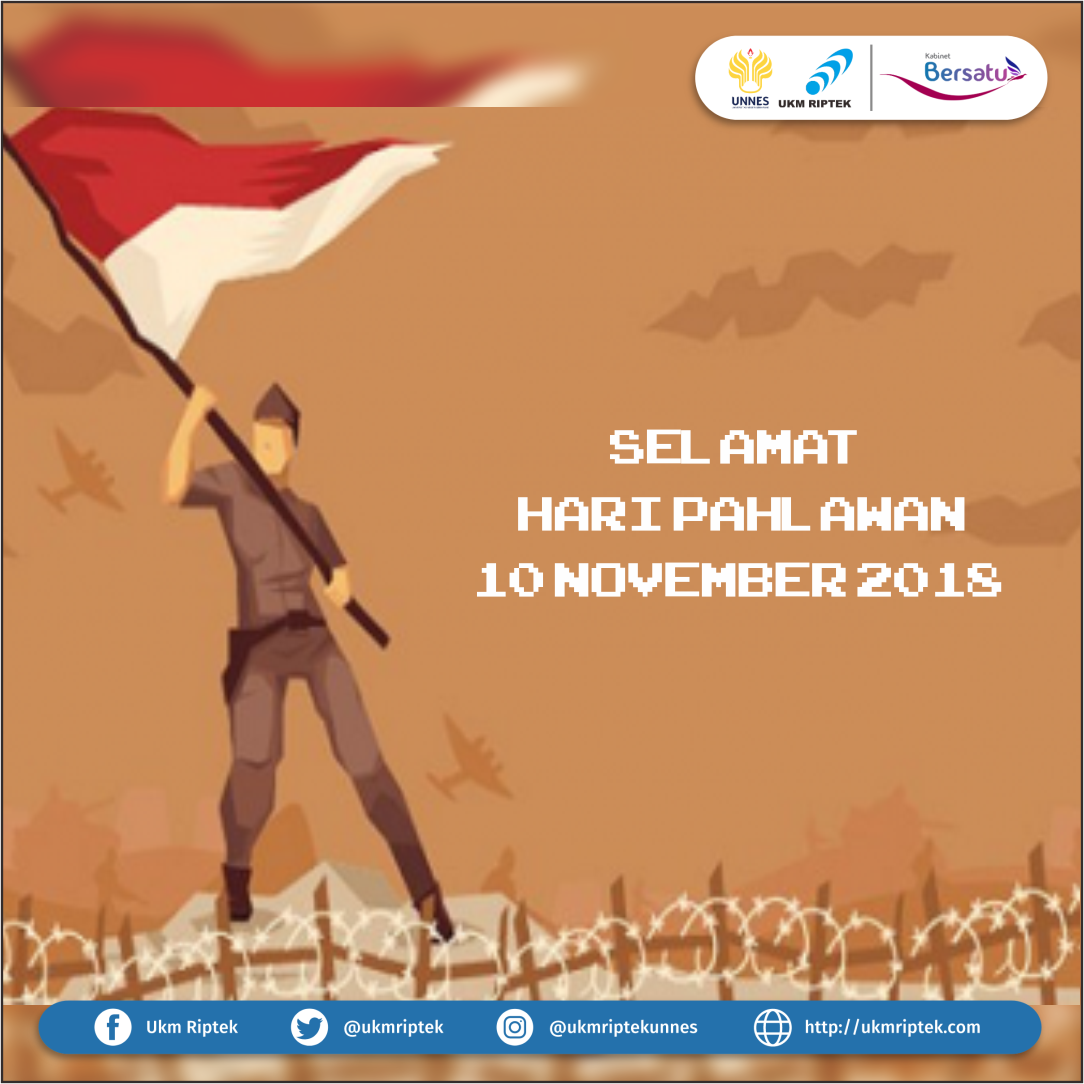 UNNES
UKM RIPTEK
Kabinet
Bersatu
SELAMAT
HARI PAHLAWAN
10 NOVEMBER 2018
Ukm Riptek
@ukmriptek
@ukmriptekunnes
http://ukmriptek.com